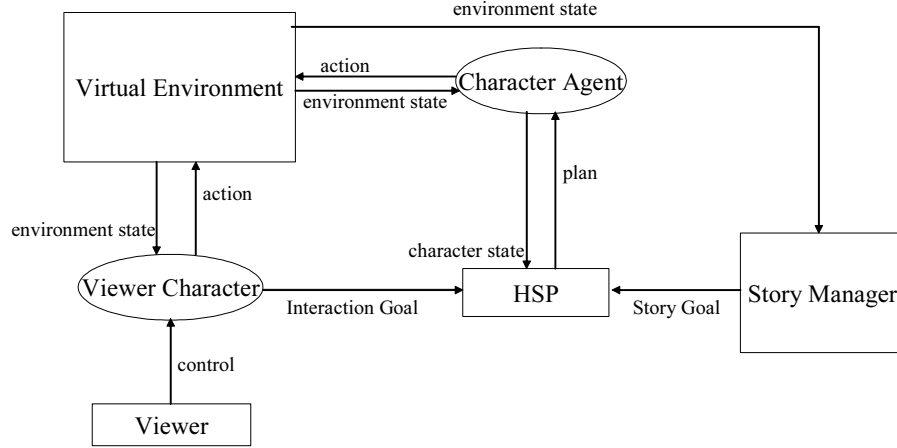 environment state
action
Virtual Environment
Character Agent
environment state
action
plan
environment state
character state
Viewer Character
HSP
Story Manager
Interaction Goal
Story Goal
control
Viewer